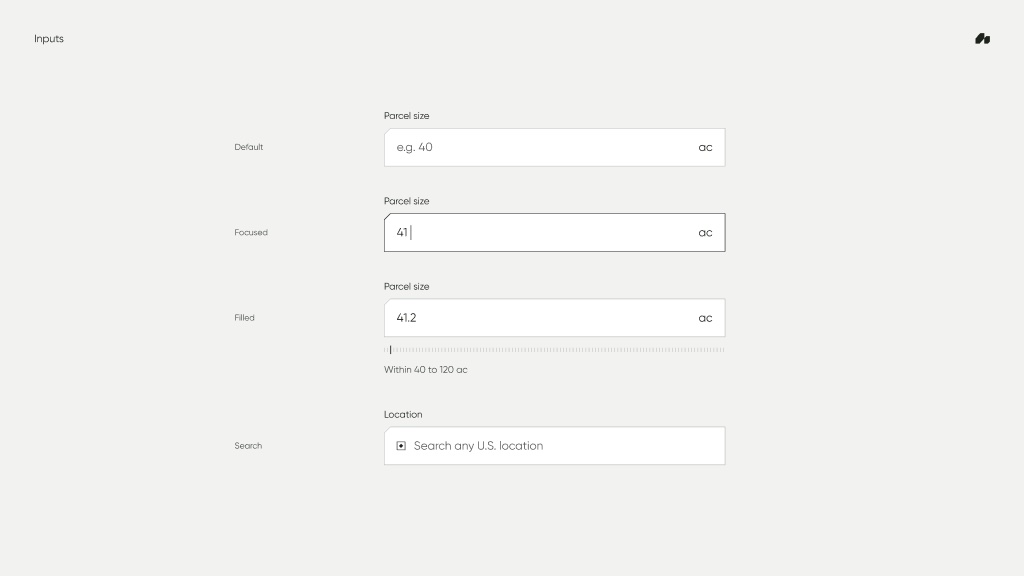 Inputs
Parcel size
Default
e.g. 40 ac
Parcel size
Focused
41 ac
Parcel size
Filled
41.2 ac
Within 40 to 120 ac
Location
Search
Search any U.S. location